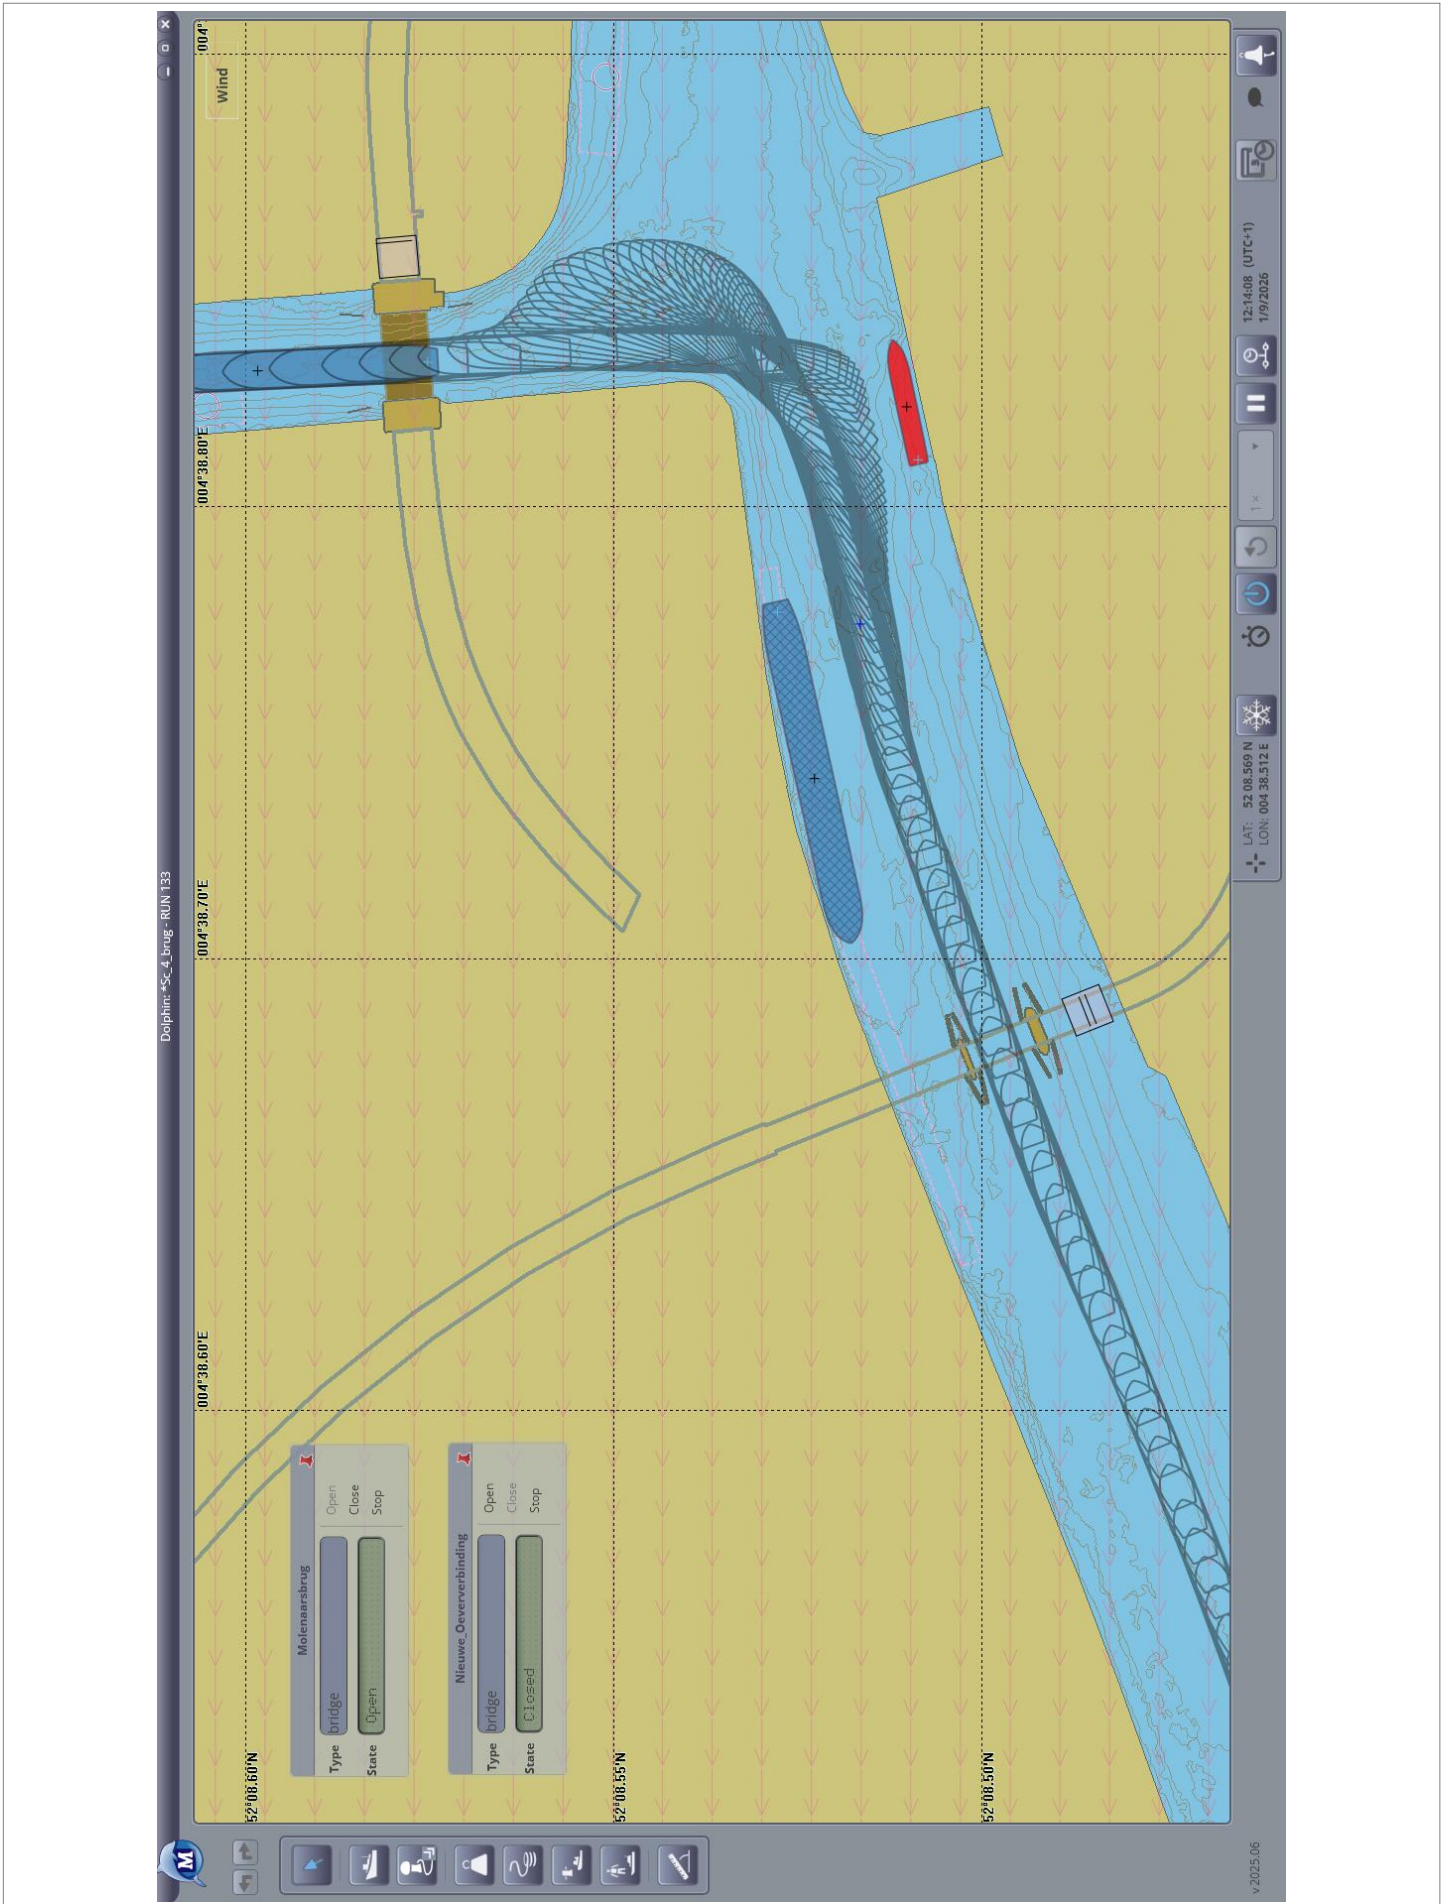 Dolphin: *Sc_4_brug - RUN 133
Wind
52°08.60'N
52°08.55'N
52°08.50'N
004°38.60'E
004°38.70'E
004°38.80'E
004°
Molenaarsbrug
Type bridge
State Open
Open
Close
Stop
Nieuwe_Oeververbinding
Type bridge
State Closed
Open
Close
Stop
LAT: 52 08.569 N
LON: 004 38.512 E
1×
12:14:08 (UTC+1)
1/9/2026
v 2025.06
M